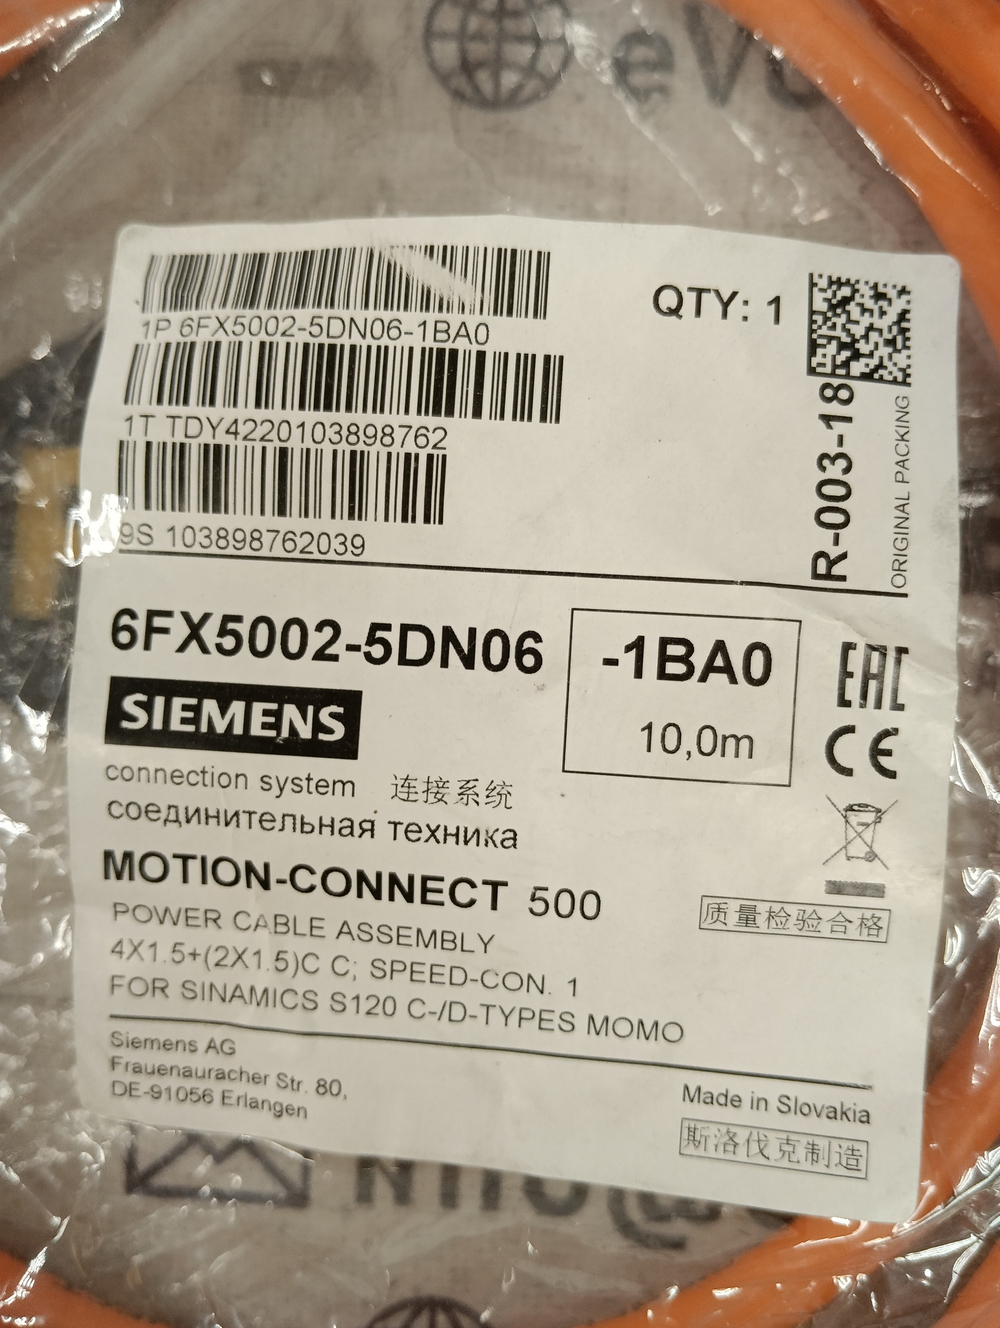 1P 6FX5002-5DN06-1BA0
QTY: 1
1T TDY4220103898762
9S 103898762039
R-003-18
ORIGINAL PACKING
6FX5002-5DN06
-1BA0
10,0m
EAC
CE
SIEMENS
connection system 连接系统
соединительная техника
MOTION-CONNECT 500
POWER CABLE ASSEMBLY
4X1.5+(2X1.5)C C; SPEED-CON. 1
FOR SINAMICS S120 C-/D-TYPES MOMO
质量检验合格
Siemens AG
Frauenauracher Str. 80,
DE-91056 Erlangen
Made in Slovakia
斯洛伐克制造